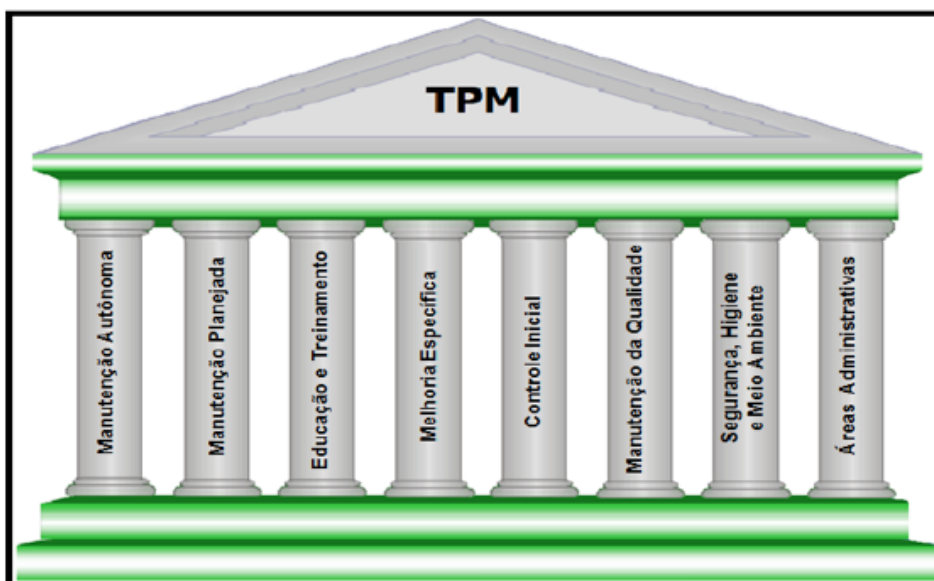 TPM
Manutenção Autônoma
Manutenção Planejada
Educação e Treinamento
Melhoria Específica
Controle Inicial
Manutenção da Qualidade
Segurança, Higiene
e Meio Ambiente
Áreas Administrativas